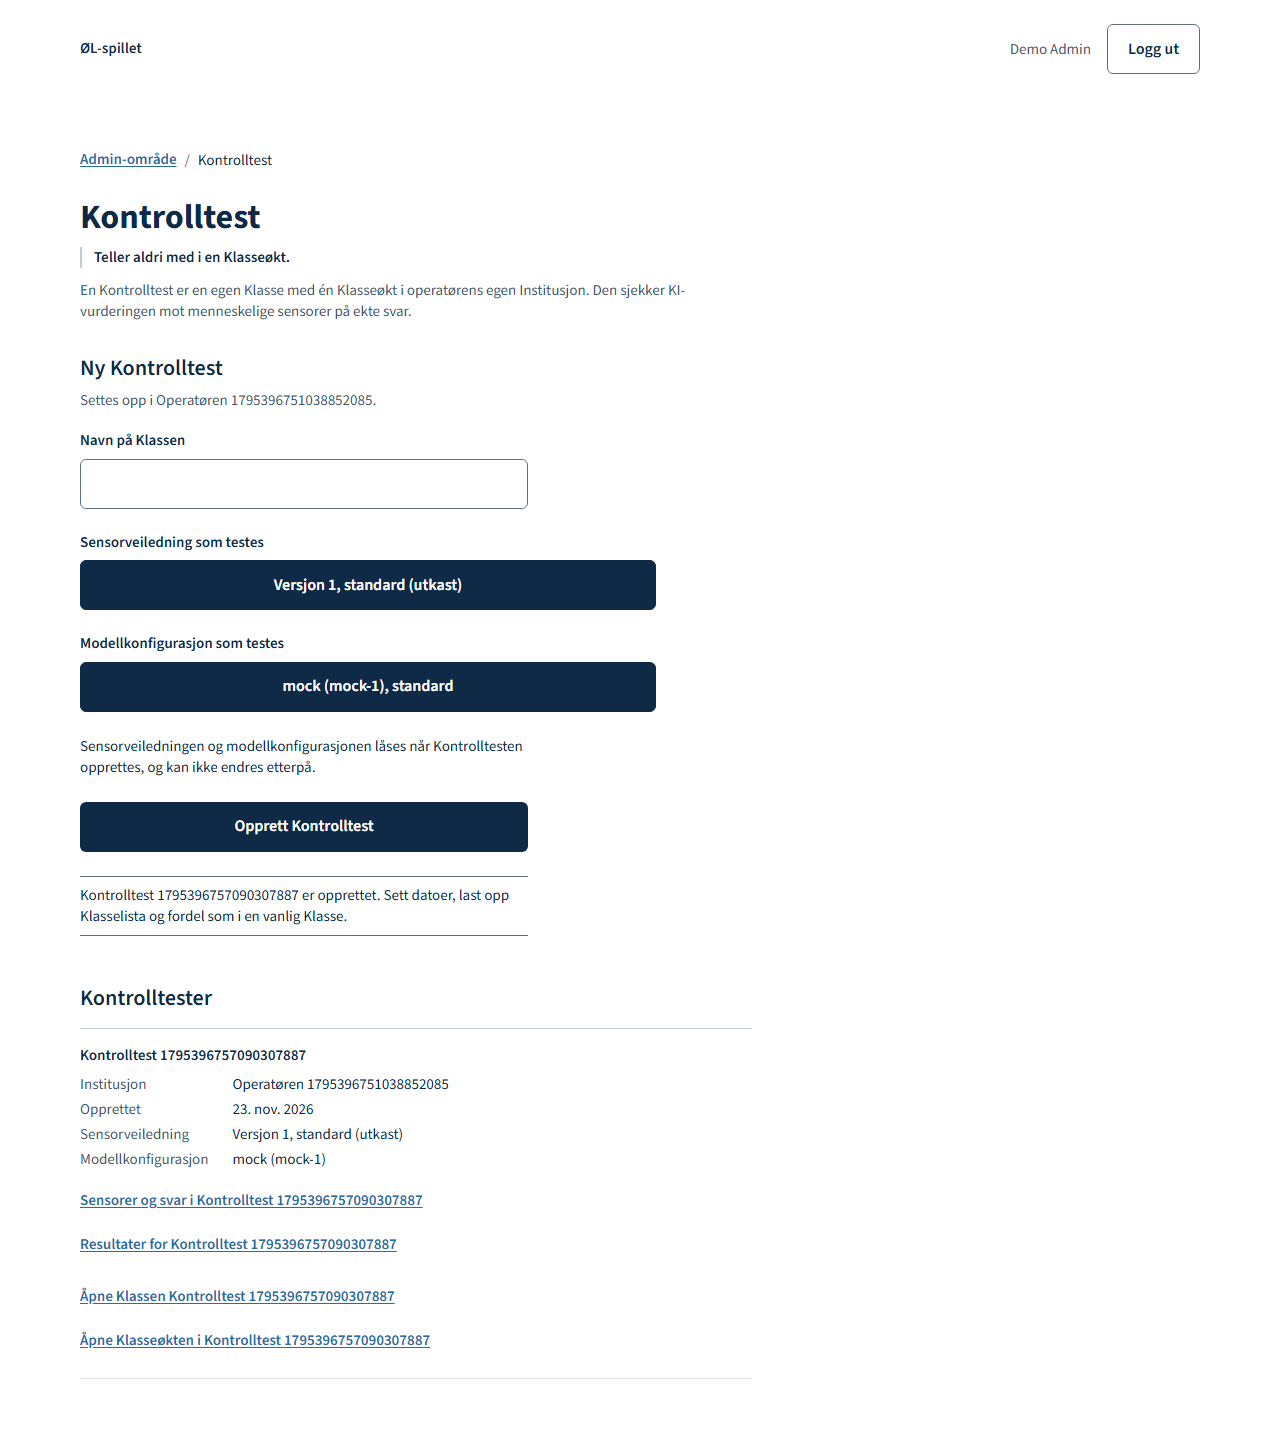 ØL-spillet
Demo Admin
Logg ut
Admin-område / Kontrolltest
Kontrolltest
Teller aldri med i en Klasseøkt.
En Kontrolltest er en egen Klasse med én Klasseøkt i operatørens egen Institusjon. Den sjekker KI-
vurderingen mot menneskelige sensorer på ekte svar.
Ny Kontrolltest
Settes opp i Operatøren 1795396751038852085.
Navn på Klassen
Sensorveiledning som testes
Versjon 1, standard (utkast)
Modellkonfigurasjon som testes
mock (mock-1), standard
Sensorveiledningen og modellkonfigurasjonen låses når Kontrolltesten
opprettes, og kan ikke endres etterpå.
Opprett Kontrolltest
Kontrolltest 1795396757090307887 er opprettet. Sett datoer, last opp
Klasselista og fordel som i en vanlig Klasse.
Kontrolltester
Kontrolltest 1795396757090307887
Institusjon Operatøren 1795396751038852085
Opprettet 23. nov. 2026
Sensorveiledning Versjon 1, standard (utkast)
Modellkonfigurasjon mock (mock-1)
Sensorer og svar i Kontrolltest 1795396757090307887
Resultater for Kontrolltest 1795396757090307887
Åpne Klassen Kontrolltest 1795396757090307887
Åpne Klasseøkten i Kontrolltest 1795396757090307887